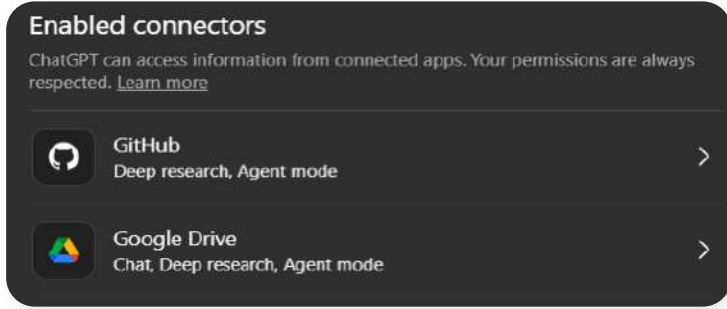 Enabled connectors
ChatGPT can access information from connected apps. Your permissions are always
respected. Learn more
GitHub
Deep research, Agent mode
Google Drive
Chat, Deep research, Agent mode